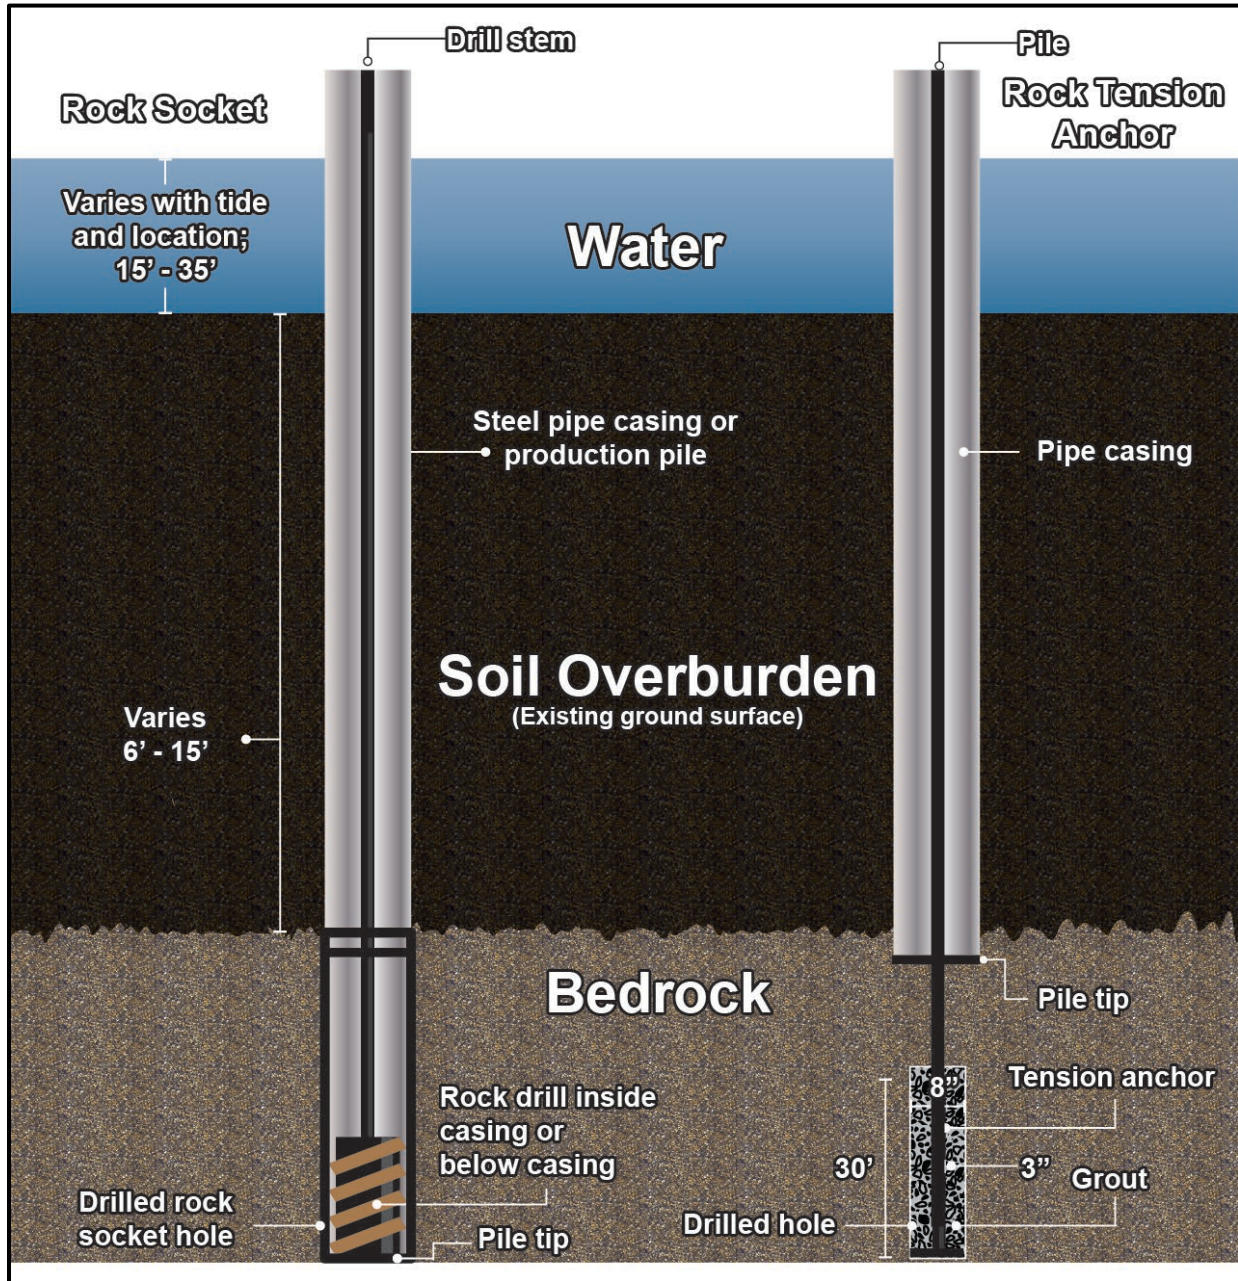 Drill stem
Pile
Rock Socket
Rock Tension
Anchor
Varies with tide
and location;
15’ - 35’
Water
Steel pipe casing or
production pile
Pipe casing
Soil Overburden
(Existing ground surface)
Varies
6’ - 15’
Bedrock
Pile tip
Rock drill inside
casing or
below casing
Drilled rock
socket hole
Pile tip
8”
Tension anchor
30’
3”
Grout
Drilled hole